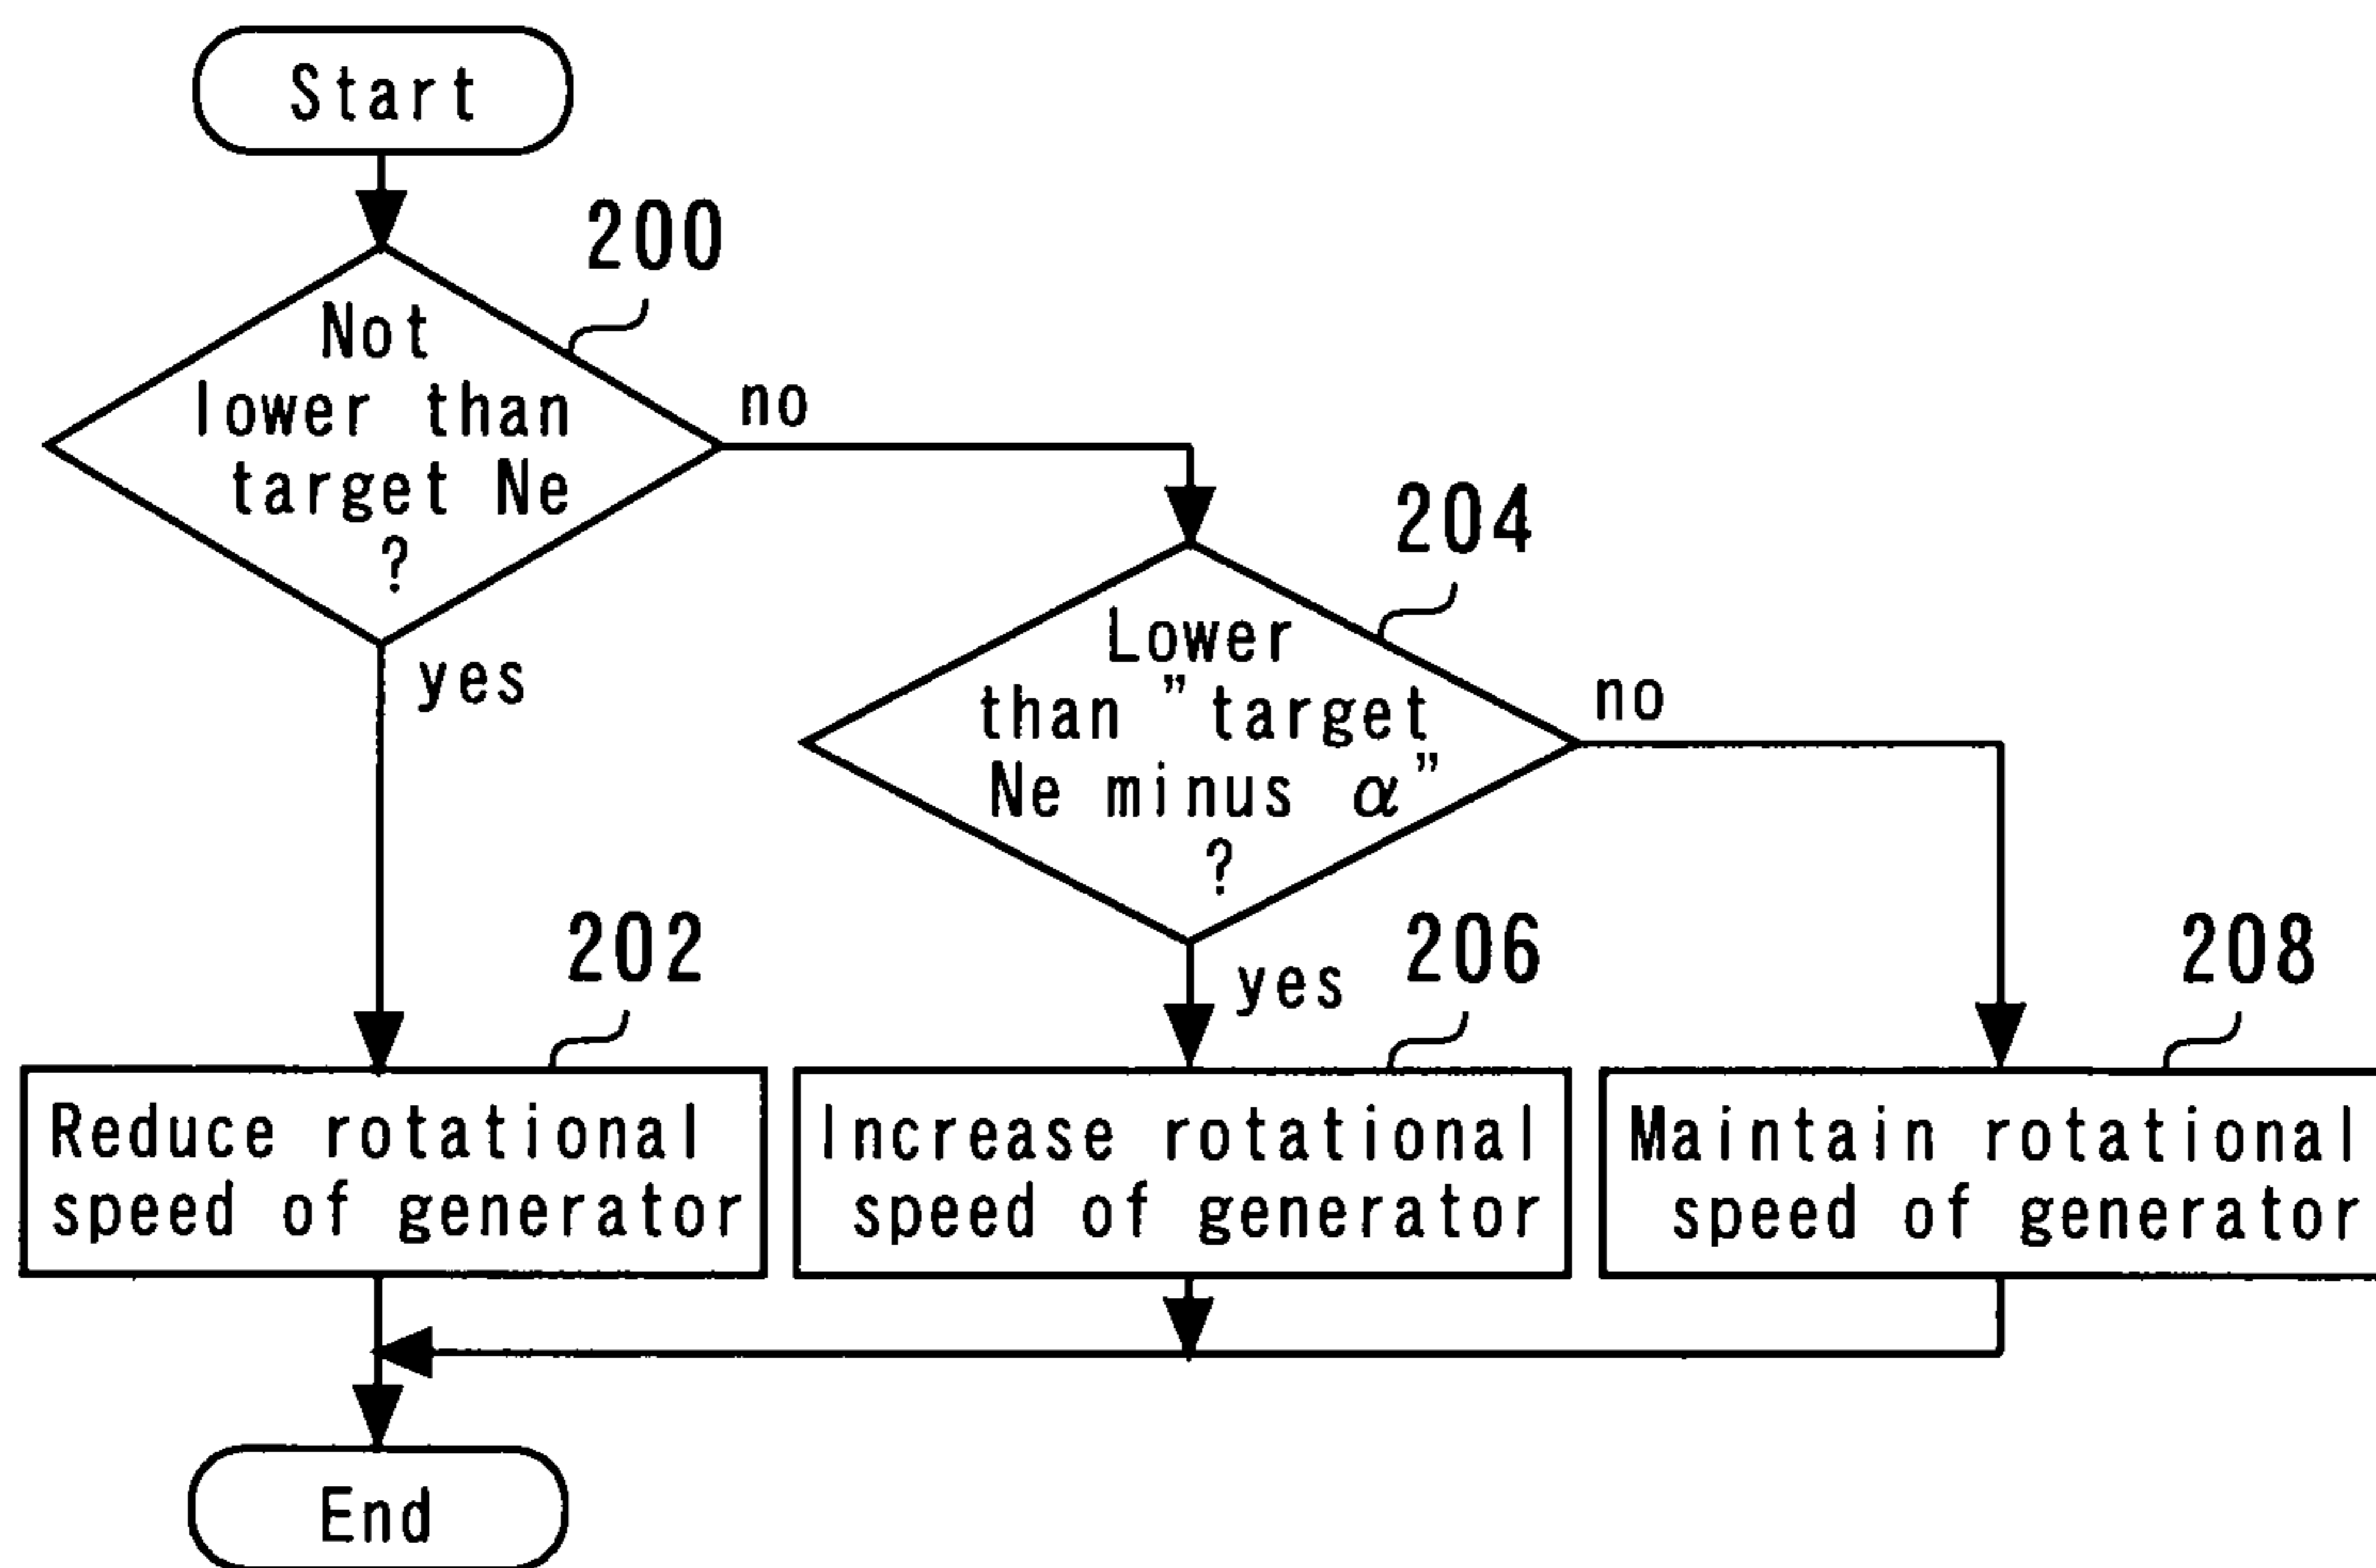 Start
200
Not
lower than
target Ne
?
no
yes
204
Lower
than ”target
Ne minus α”
?
no
yes
202
Reduce rotational
speed of generator
206
Increase rotational
speed of generator
208
Maintain rotational
speed of generator
End